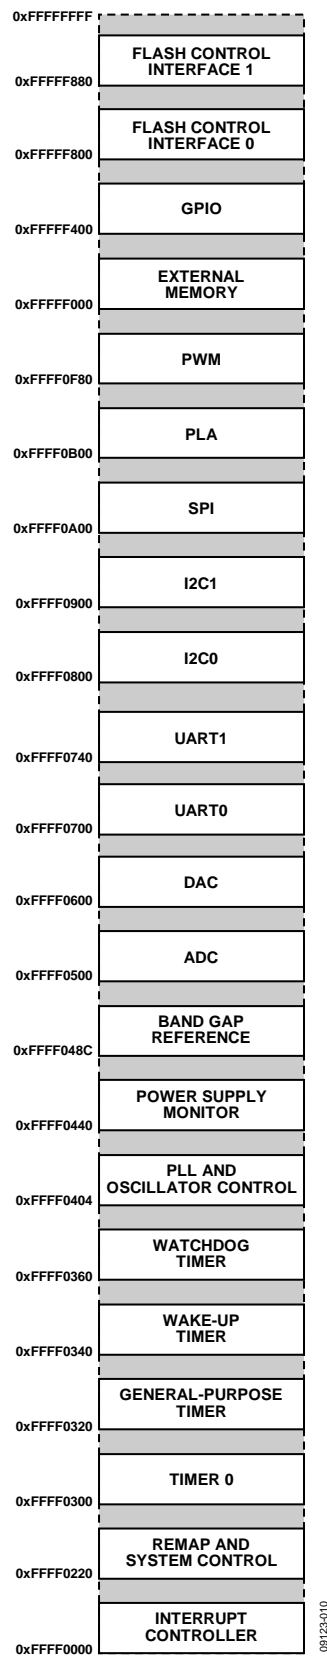 0xFFFFFFFF
FLASH CONTROL
INTERFACE 1
0xFFFFF880
FLASH CONTROL
INTERFACE 0
0xFFFFF800
GPIO
0xFFFFF400
EXTERNAL
MEMORY
0xFFFFF000
PWM
0xFFFF0F80
PLA
0xFFFF0B00
SPI
0xFFFF0A00
I2C1
0xFFFF0900
I2C0
0xFFFF0800
UART1
0xFFFF0740
UART0
0xFFFF0700
DAC
0xFFFF0600
ADC
0xFFFF0500
BAND GAP
REFERENCE
0xFFFF048C
POWER SUPPLY
MONITOR
0xFFFF0440
PLL AND
OSCILLATOR CONTROL
0xFFFF0404
WATCHDOG
TIMER
0xFFFF0360
WAKE-UP
TIMER
0xFFFF0340
GENERAL-PURPOSE
TIMER
0xFFFF0320
TIMER 0
0xFFFF0300
REMAP AND
SYSTEM CONTROL
0xFFFF0220
INTERRUPT
CONTROLLER
0xFFFF0000
09123-010